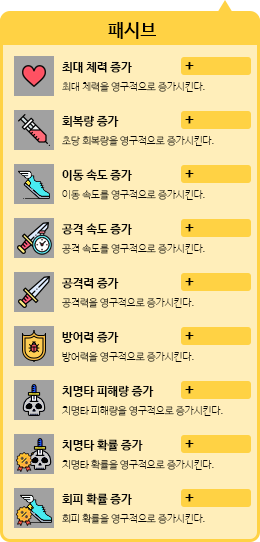 패시브
최대 체력 증가 +
최대 체력을 영구적으로 증가시킨다.
회복량 증가 +
초당 회복량을 영구적으로 증가시킨다.
이동 속도 증가 +
이동 속도를 영구적으로 증가시킨다.
공격 속도 증가 +
공격 속도를 영구적으로 증가시킨다.
공격력 증가 +
공격력을 영구적으로 증가시킨다.
방어력 증가 +
방어력을 영구적으로 증가시킨다.
치명타 피해량 증가 +
치명타 피해량을 영구적으로 증가시킨다.
치명타 확률 증가 +
치명타 확률을 영구적으로 증가시킨다.
회피 확률 증가 +
회피 확률을 영구적으로 증가시킨다.